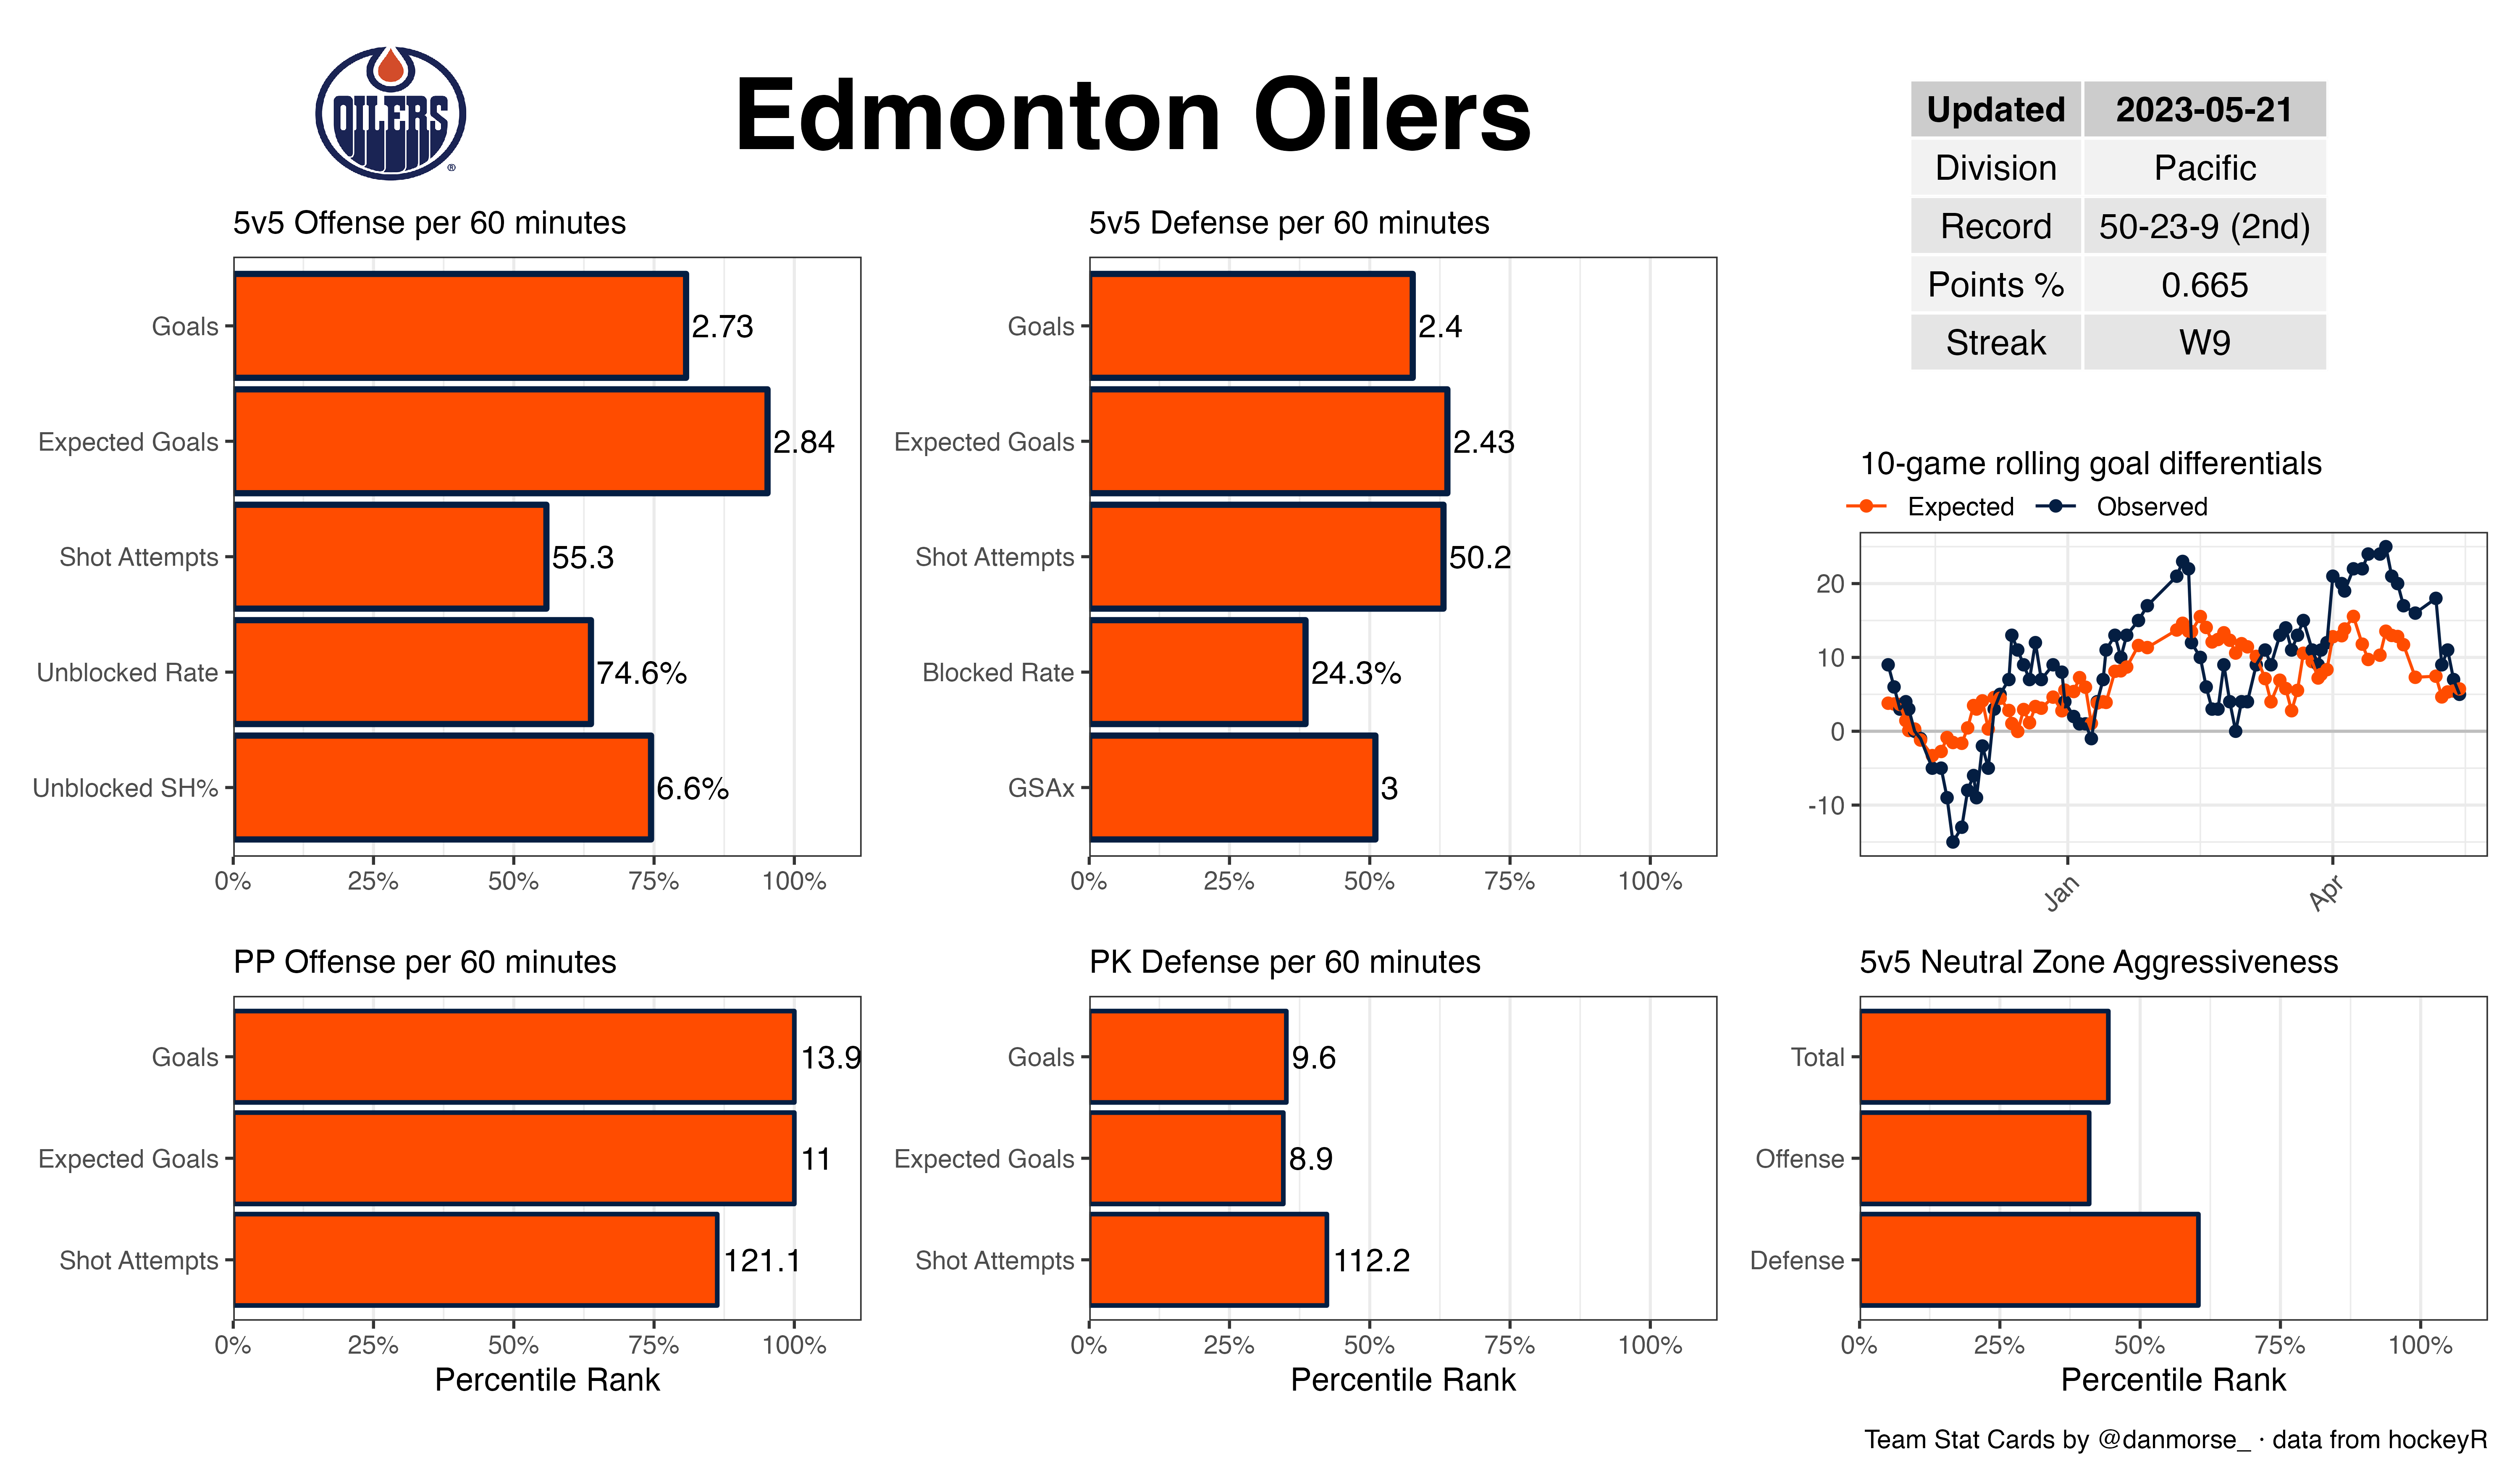 OILERS
®
Edmonton Oilers
Updated 2023-05-21
Division Pacific
Record 50-23-9 (2nd)
Points % 0.665
Streak W9
5v5 Offense per 60 minutes
Goals 2.73
Expected Goals 2.84
Shot Attempts 55.3
Unblocked Rate 74.6%
Unblocked SH% 6.6%
0% 25% 50% 75% 100%
5v5 Defense per 60 minutes
Goals 2.4
Expected Goals 2.43
Shot Attempts 50.2
Blocked Rate 24.3%
GSAx 3
0% 25% 50% 75% 100%
10-game rolling goal differentials
Expected Observed
20
10
0
-10
Jan Apr
PP Offense per 60 minutes
Goals 13.9
Expected Goals 11
Shot Attempts 121.1
0% 25% 50% 75% 100%
Percentile Rank
PK Defense per 60 minutes
Goals 9.6
Expected Goals 8.9
Shot Attempts 112.2
0% 25% 50% 75% 100%
Percentile Rank
5v5 Neutral Zone Aggressiveness
Total
Offense
Defense
0% 25% 50% 75% 100%
Percentile Rank
Team Stat Cards by @danmorse_ · data from hockeyR